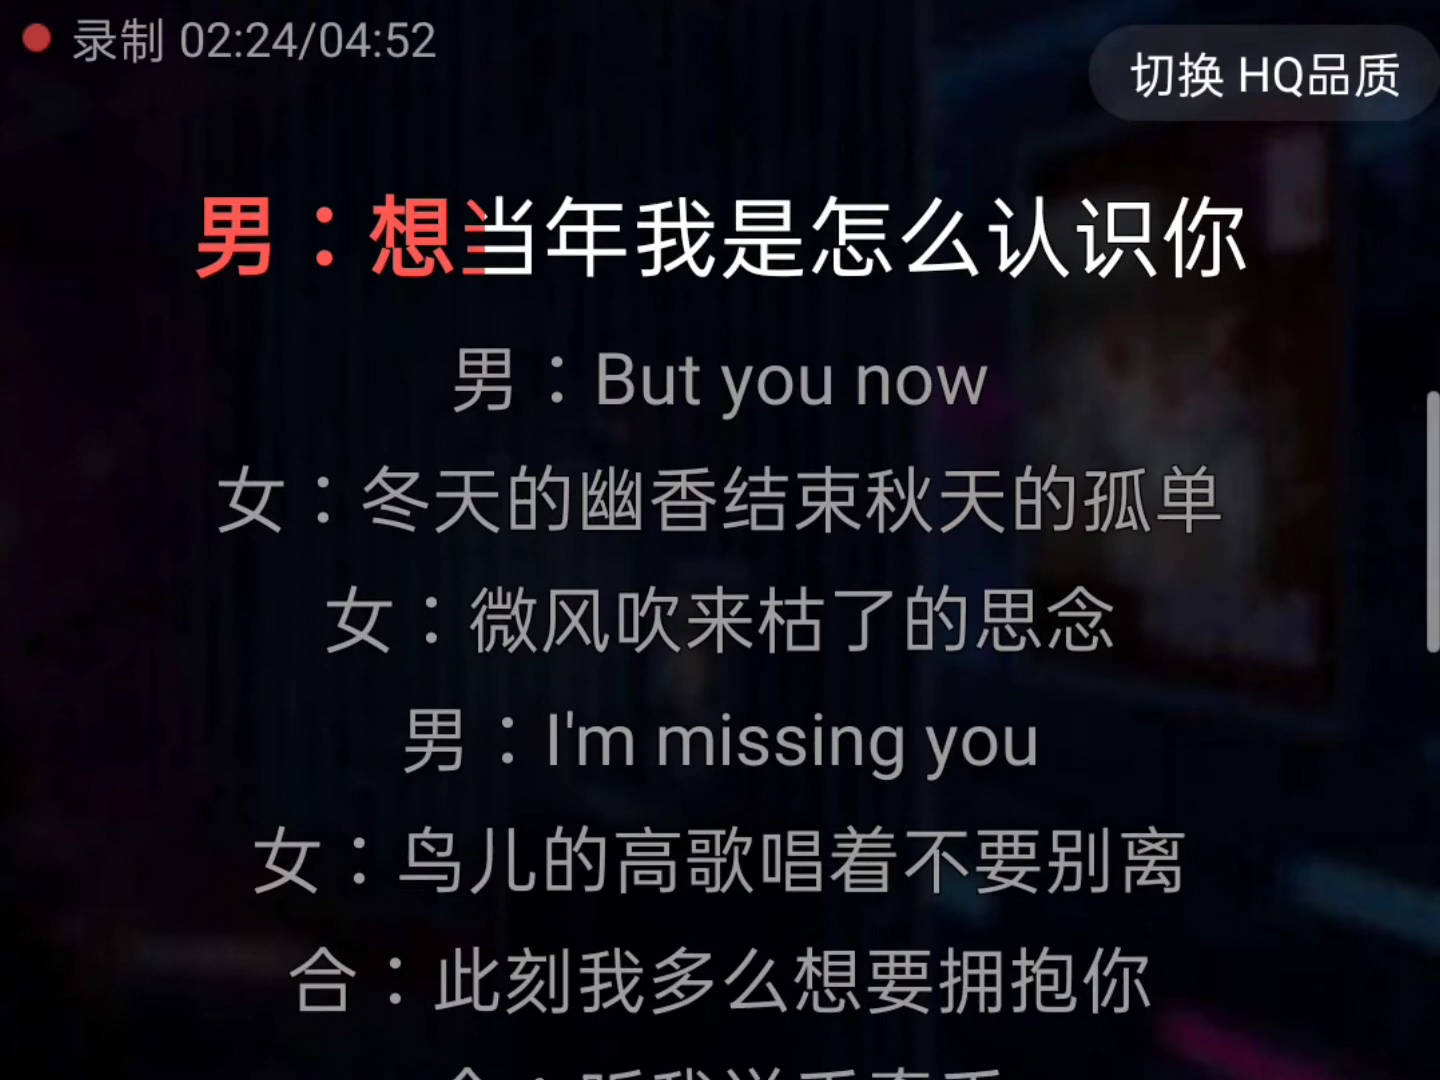 录制 02:24/04:52
切换 HQ品质
男：想当年我是怎么认识你
男：But you now
女：冬天的幽香结束秋天的孤单
女：微风吹来枯了的思念
男：I'm missing you
女：鸟儿的高歌唱着不要别离
合：此刻我多么想要拥抱你